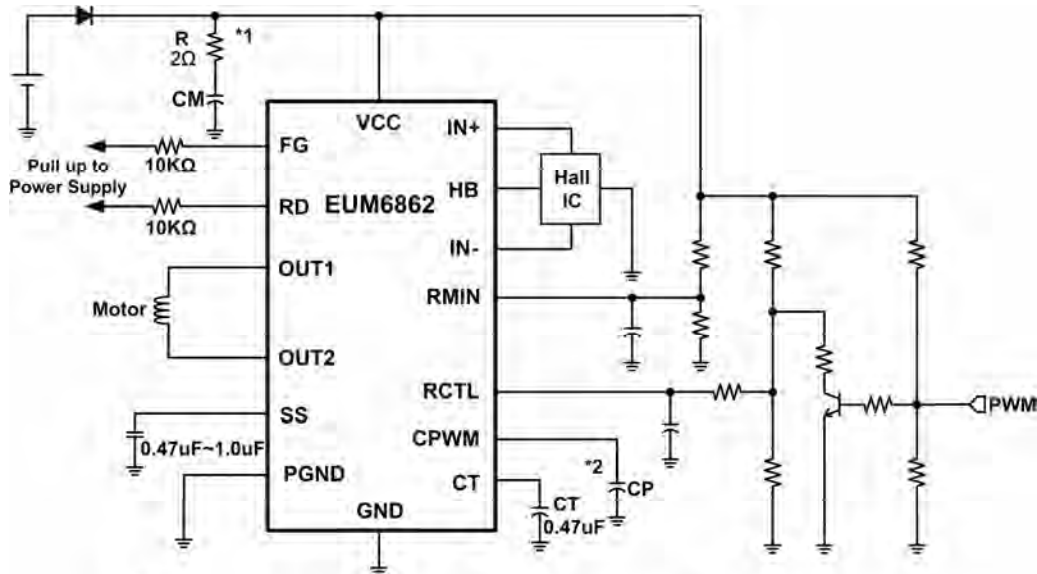 R
2Ω
*1
CM
VCC
FG
10KΩ
Pull up to
Power Supply
RD
10KΩ
EUM6862
IN+
HB
Hall
IC
IN-
OUT1
Motor
OUT2
RMIN
RCTL
SS
0.47uF~1.0uF
CPWM
*2
CP
PGND
CT
CT
0.47uF
GND
PWM